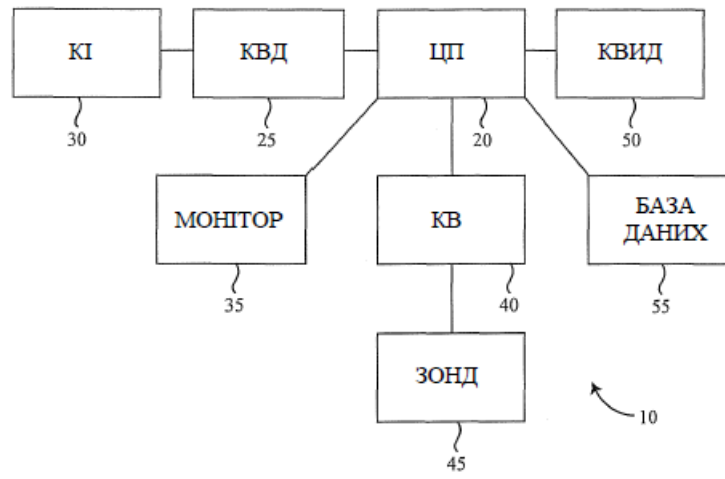 КІ
КВД
ЦП
КВИД
30
25
20
50
МОНІТОР
КВ
БАЗА
ДАНИХ
35
40
55
ЗОНД
10
45